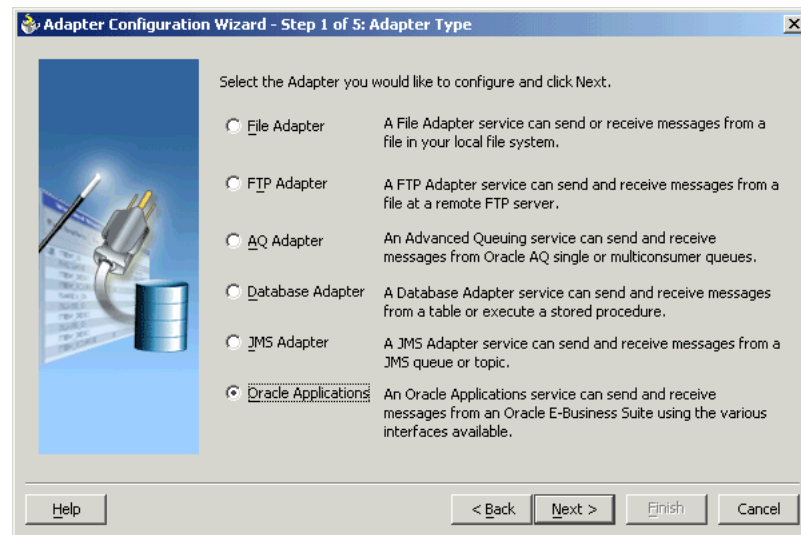 Adapter Configuration Wizard - Step 1 of 5: Adapter Type
Select the Adapter you would like to configure and click Next.
File Adapter
A File Adapter service can send or receive messages from a
file in your local file system.
FTP Adapter
A FTP Adapter service can send and receive messages from a
file at a remote FTP server.
AQ Adapter
An Advanced Queuing service can send and receive
messages from Oracle AQ single or multiconsumer queues.
Database Adapter
A Database Adapter service can send and receive messages
from a table or execute a stored procedure.
JMS Adapter
A JMS Adapter service can send and receive messages from a
JMS queue or topic.
Oracle Applications
An Oracle Applications service can send and receive
messages from an Oracle E-Business Suite using the various
interfaces available.
Help
< Back
Next >
Finish
Cancel